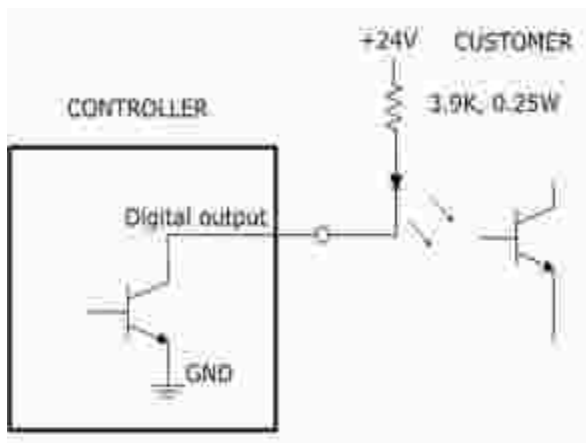 +24V CUSTOMER
3.9K, 0.25W
CONTROLLER
Digital output
GND